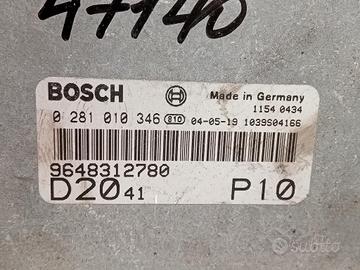 47140
BOSCH
Made in Germany
1154 0434
0 281 010 346 810 04-05-19 1039S04166
9648312780
D20 41 P10
subito